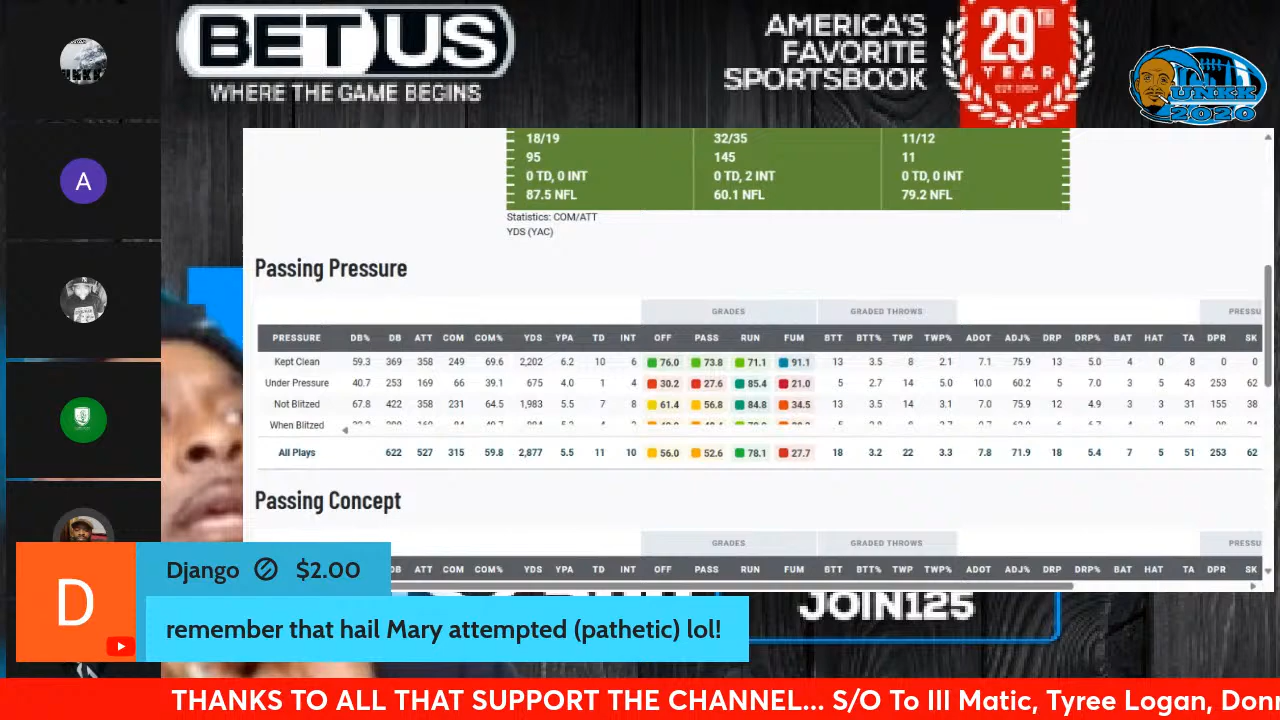 BETUS
WHERE THE GAME BEGINS
AMERICA'S
FAVORITE
SPORTSBOOK
29TH
YEAR
QUNKK
2020
A
18/19 32/35 11/12
95 145 11
0 TD, 0 INT 0 TD, 2 INT 0 TD, 0 INT
87.5 NFL 60.1 NFL 79.2 NFL
Statistics: COM/ATT
YDS (YAC)
Passing Pressure
GRADES GRADED THROWS PRESSU
PRESSURE DB% DB ATT COM COM% YDS YPA TD INT OFF PASS RUN FUM BTT BTT% TWP TWP% ADOT ADJ% DRP DRP% BAT HAT TA DPR SK
Kept Clean 59.3 369 358 249 69.6 2,202 6.2 10 6 76.0 73.8 71.1 91.1 13 3.5 8 2.1 7.1 75.9 13 5.0 4 0 8 0 0
Under Pressure 40.7 253 169 66 39.1 675 4.0 1 4 30.2 27.6 85.4 21.0 5 2.7 14 5.0 10.0 60.2 5 7.0 3 5 43 253 62
Not Blitzed 67.8 422 358 231 64.5 1,983 5.5 7 8 61.4 56.8 84.8 34.5 13 3.5 14 3.1 7.0 75.9 12 4.9 3 3 31 155 38
When Blitzed
All Plays 622 527 315 59.8 2,877 5.5 11 10 56.0 52.6 78.1 27.7 18 3.2 22 3.3 7.8 71.9 18 5.4 7 5 51 253 62
Passing Concept
GRADES GRADED THROWS PRESSU
DB ATT COM COM% YDS YPA TD INT OFF PASS RUN FUM BTT BTT% TWP TWP% ADOT ADJ% DRP DRP% BAT HAT TA DPR SK
JOIN125
D
Django $2.00
remember that hail Mary attempted (pathetic) lol!
THANKS TO ALL THAT SUPPORT THE CHANNEL... S/O To Ill Matic, Tyree Logan, Donn